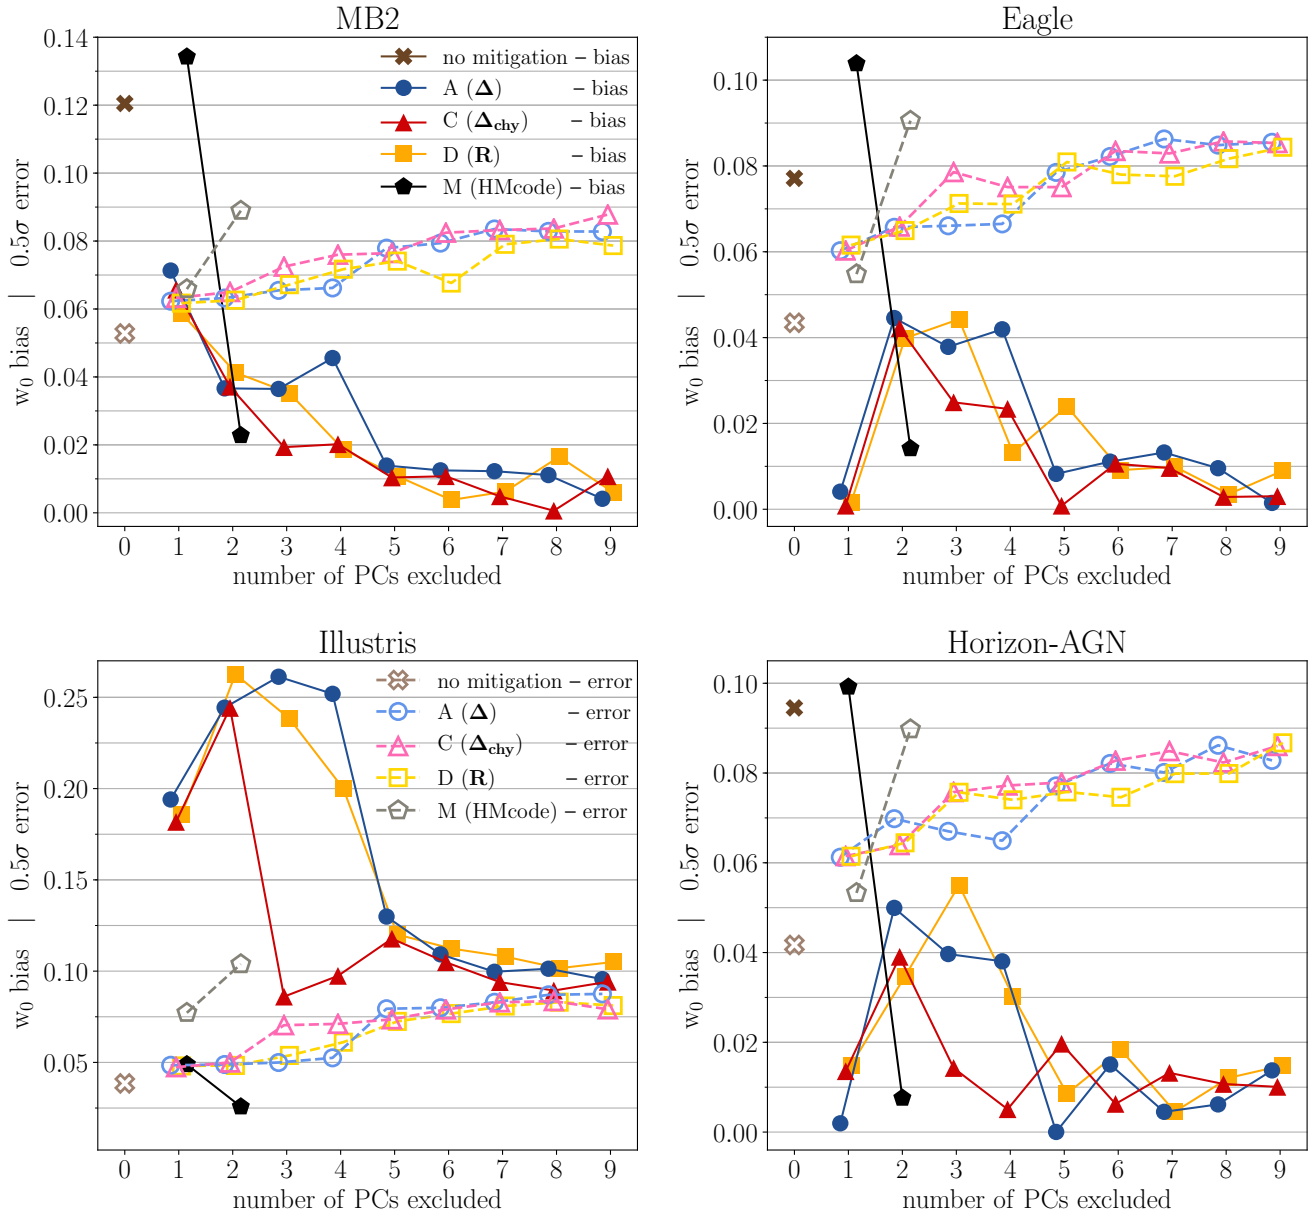 MB2
0.14
0.12
0.10
0.08
0.06
0.04
0.02
0.00
w₀ bias | 0.5σ error
no mitigation – bias
A (Δ) – bias
C (Δchy) – bias
D (R) – bias
M (HMcode) – bias
0 1 2 3 4 5 6 7 8 9
number of PCs excluded
Eagle
0.10
0.08
0.06
0.04
0.02
0.00
w₀ bias | 0.5σ error
0 1 2 3 4 5 6 7 8 9
number of PCs excluded
Illustris
0.25
0.20
0.15
0.10
0.05
w₀ bias | 0.5σ error
no mitigation – error
A (Δ) – error
C (Δchy) – error
D (R) – error
M (HMcode) – error
0 1 2 3 4 5 6 7 8 9
number of PCs excluded
Horizon-AGN
0.10
0.08
0.06
0.04
0.02
0.00
w₀ bias | 0.5σ error
0 1 2 3 4 5 6 7 8 9
number of PCs excluded